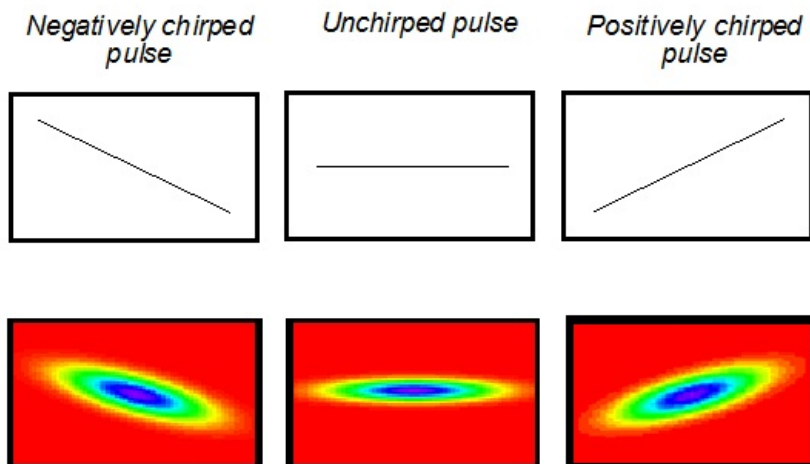 Negatively chirped
pulse
Unchirped pulse
Positively chirped
pulse